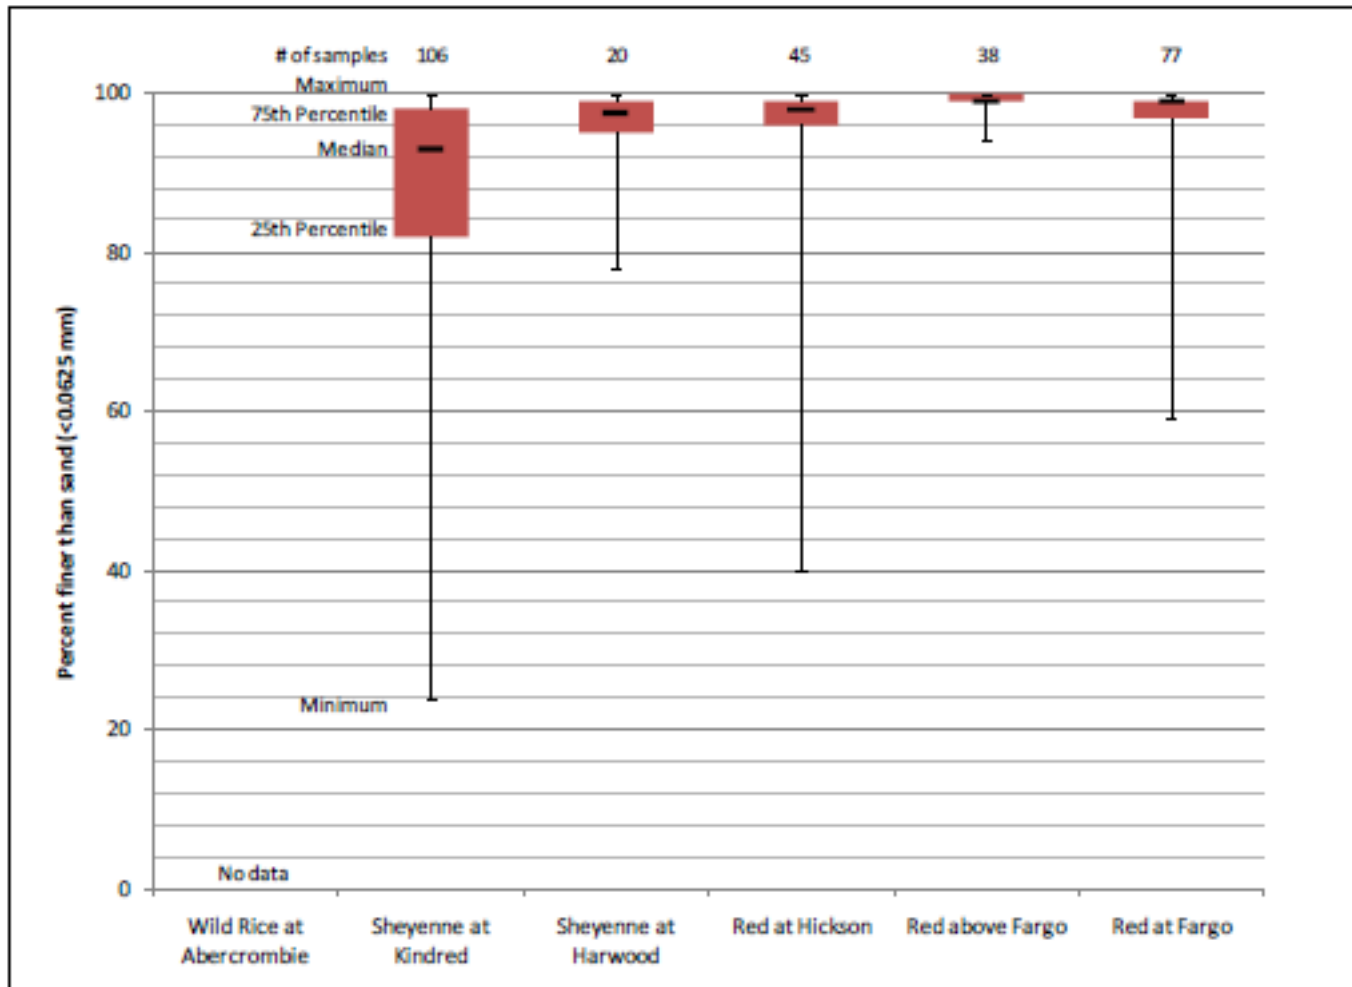 # of samples 106 20 45 38 77
Maximum
100
75th Percentile
Median
25th Percentile
80
60
40
Minimum
20
No data
0
Percent finer than sand (<0.0625 mm)
Wild Rice at Abercrombie
Sheyenne at Kindred
Sheyenne at Harwood
Red at Hickson
Red above Fargo
Red at Fargo